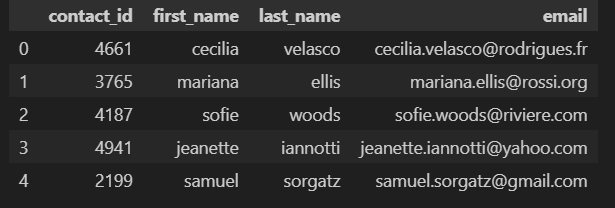 contact_id first_name last_name email
0 4661 cecilia velasco cecilia.velasco@rodrigues.fr
1 3765 mariana ellis mariana.ellis@rossi.org
2 4187 sofie woods sofie.woods@riviere.com
3 4941 jeanette iannotti jeanette.iannotti@yahoo.com
4 2199 samuel sorgatz samuel.sorgatz@gmail.com